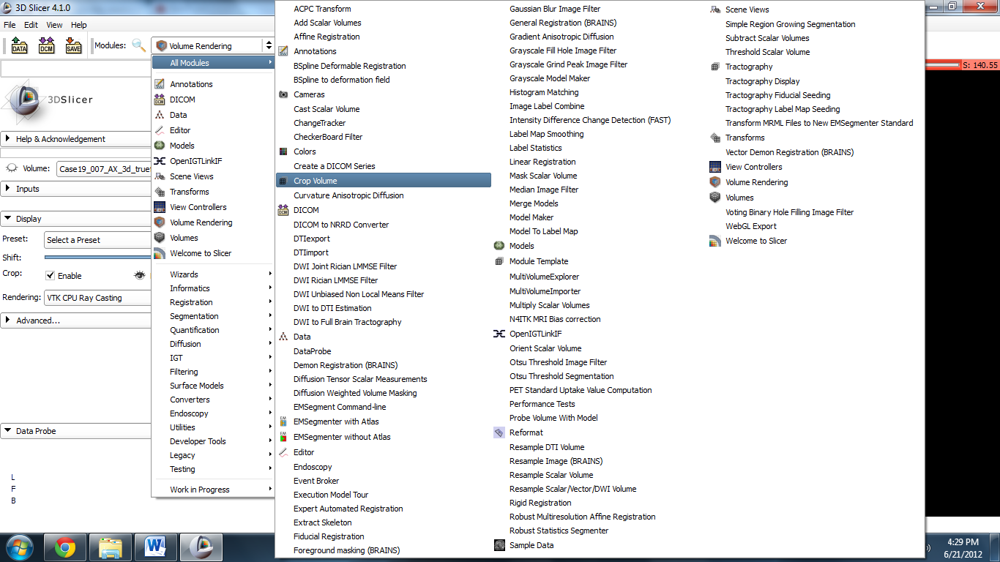 3D Slicer 4.1.0
File Edit View Help
DATA DCM SAVE Modules: Volume Rendering
3DSlicer
Help & Acknowledgement
Volume: Case19_007_AX_3d_truef
Inputs
Display
Preset: Select a Preset
Shift:
Crop: Enable
Rendering: VTK CPU Ray Casting
Advanced...
Data Probe
L
F
B
All Modules
Annotations
DICOM
Data
Editor
Models
OpenIGTLinkIF
Scene Views
Transforms
View Controllers
Volume Rendering
Volumes
Welcome to Slicer
Wizards
Informatics
Registration
Segmentation
Quantification
Diffusion
IGT
Filtering
Surface Models
Converters
Endoscopy
Utilities
Developer Tools
Legacy
Testing
Work in Progress
ACPC Transform
Add Scalar Volumes
Affine Registration
Annotations
BSpline Deformable Registration
BSpline to deformation field
Cameras
Cast Scalar Volume
ChangeTracker
CheckerBoard Filter
Colors
Create a DICOM Series
Crop Volume
Curvature Anisotropic Diffusion
DICOM
DICOM to NRRD Converter
DTIexport
DTIimport
DWI Joint Rician LMMSE Filter
DWI Rician LMMSE Filter
DWI Unbiased Non Local Means Filter
DWI to DTI Estimation
DWI to Full Brain Tractography
Data
DataProbe
Demon Registration (BRAINS)
Diffusion Tensor Scalar Measurements
Diffusion Weighted Volume Masking
EMSegment Command-line
EMSegmenter with Atlas
EMSegmenter without Atlas
Editor
Endoscopy
Event Broker
Execution Model Tour
Expert Automated Registration
Extract Skeleton
Fiducial Registration
Foreground masking (BRAINS)
Gaussian Blur Image Filter
General Registration (BRAINS)
Gradient Anisotropic Diffusion
Grayscale Fill Hole Image Filter
Grayscale Grind Peak Image Filter
Grayscale Model Maker
Histogram Matching
Image Label Combine
Intensity Difference Change Detection (FAST)
Label Map Smoothing
Label Statistics
Linear Registration
Mask Scalar Volume
Median Image Filter
Merge Models
Model Maker
Model To Label Map
Models
Module Template
MultiVolumeExplorer
MultiVolumeImporter
Multiply Scalar Volumes
N4ITK MRI Bias correction
OpenIGTLinkIF
Orient Scalar Volume
Otsu Threshold Image Filter
Otsu Threshold Segmentation
PET Standard Uptake Value Computation
Performance Tests
Probe Volume With Model
Reformat
Resample DTI Volume
Resample Image (BRAINS)
Resample Scalar Volume
Resample Scalar/Vector/DWI Volume
Rigid Registration
Robust Multiresolution Affine Registration
Robust Statistics Segmenter
Sample Data
Scene Views
Simple Region Growing Segmentation
Subtract Scalar Volumes
Threshold Scalar Volume
Tractography
Tractography Display
Tractography Fiducial Seeding
Tractography Label Map Seeding
Transform MRML Files to New EMSegmenter Standard
Transforms
Vector Demon Registration (BRAINS)
View Controllers
Volume Rendering
Volumes
Voting Binary Hole Filling Image Filter
WebGL Export
Welcome to Slicer
S: 140.55
4:29 PM
6/21/2012